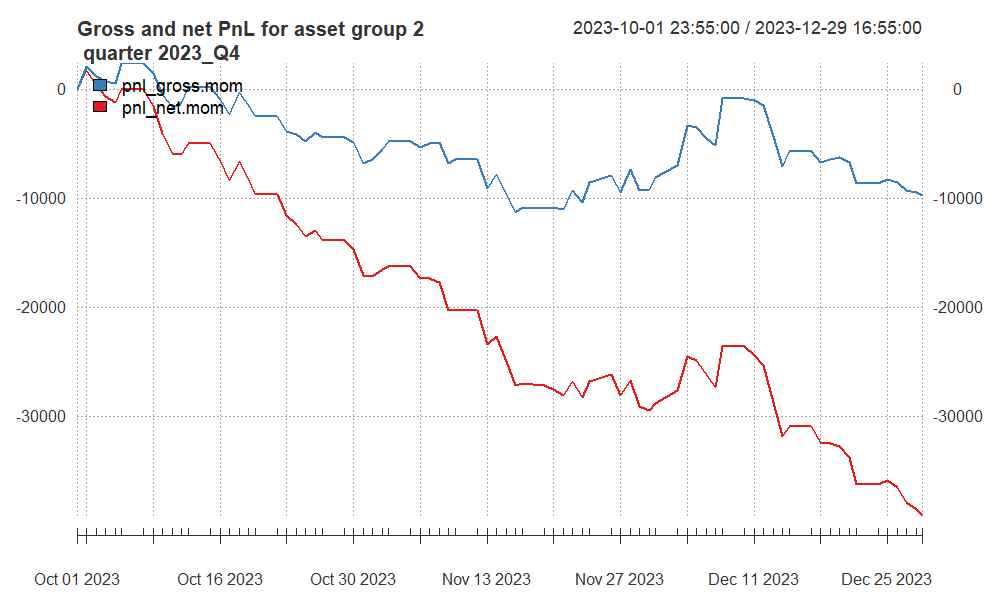 Gross and net PnL for asset group 2
quarter 2023_Q4
2023-10-01 23:55:00 / 2023-12-29 16:55:00
pnl_gross.mom
pnl_net.mom
0
-10000
-20000
-30000
0
-10000
-20000
-30000
Oct 01 2023
Oct 16 2023
Oct 30 2023
Nov 13 2023
Nov 27 2023
Dec 11 2023
Dec 25 2023